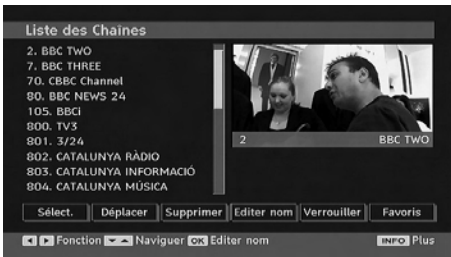 Liste des Chaînes
2. BBC TWO
7. BBC THREE
70. CBBC Channel
80. BBC NEWS 24
105. BBCi
800. TV3
801. 3/24
802. CATALUNYA RÀDIO
803. CATALUNYA INFORMACIÓ
804. CATALUNYA MÚSICA
2 BBC TWO
Sélect. Déplacer Supprimer Editer nom Verrouiller Favoris
Fonction Naviguer OK Editer nom INFO Plus